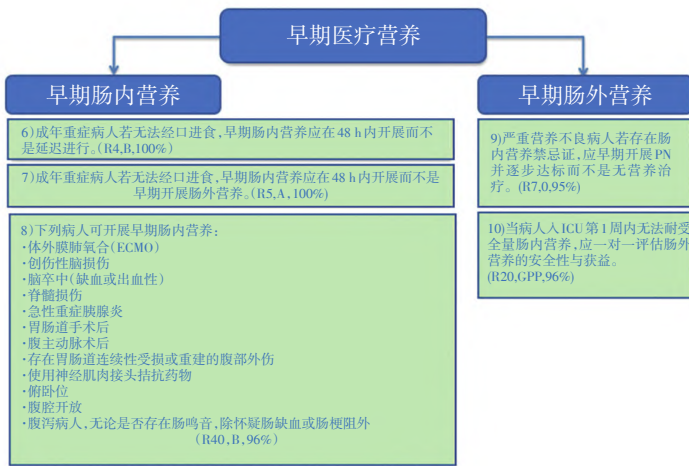 早期医疗营养
早期肠内营养
6)成年重症病人若无法经口进食,早期肠内营养应在48 h内开展而不
是延迟进行。(R4,B,100%)
7)成年重症病人若无法经口进食,早期肠内营养应在48 h内开展而不是
早期开展肠外营养。(R5,A,100%)
8)下列病人可开展早期肠内营养:
·体外膜肺氧合(ECMO)
·创伤性脑损伤
·脑卒中(缺血或出血性)
·脊髓损伤
·急性重症胰腺炎
·胃肠道手术后
·腹主动脉术后
·存在胃肠道连续性受损或重建的腹部外伤
·使用神经肌肉接头拮抗药物
·俯卧位
·腹腔开放
·腹泻病人,无论是否存在肠鸣音,除怀疑肠缺血或肠梗阻外
(R40,B,96%)
早期肠外营养
9)严重营养不良病人若存在肠
内营养禁忌证,应早期开展PN
并逐步达标而不是无营养治
疗。(R7,0,95%)
10)当病人入ICU第1周内无法耐受
全量肠内营养,应一对一评估肠外
营养的安全性与获益。
(R20,GPP,96%)